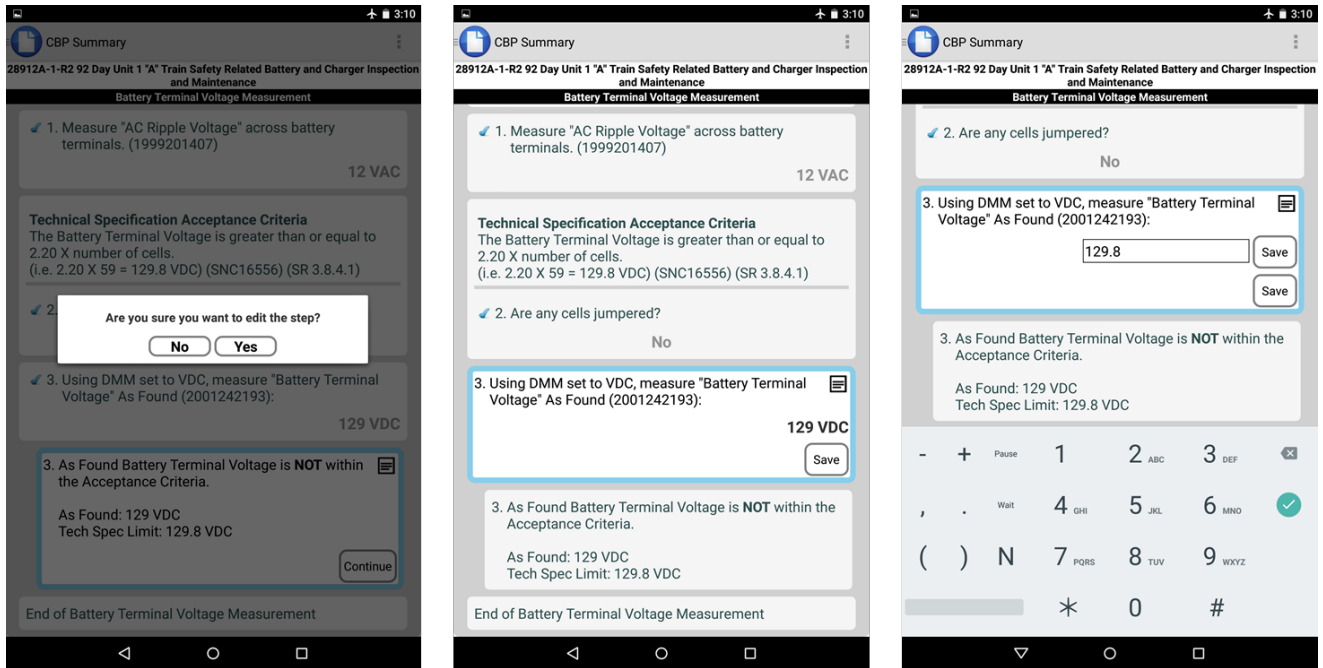 3:10
CBP Summary
28912A-1-R2 92 Day Unit 1 "A" Train Safety Related Battery and Charger Inspection
and Maintenance
Battery Terminal Voltage Measurement
1. Measure "AC Ripple Voltage" across battery
terminals. (1999201407)
12 VAC
Technical Specification Acceptance Criteria
The Battery Terminal Voltage is greater than or equal to
2.20 X number of cells.
(i.e. 2.20 X 59 = 129.8 VDC) (SNC16556) (SR 3.8.4.1)
2.
Are you sure you want to edit the step?
No Yes
3. Using DMM set to VDC, measure "Battery Terminal
Voltage" As Found (2001242193):
129 VDC
3. As Found Battery Terminal Voltage is NOT within
the Acceptance Criteria.
As Found: 129 VDC
Tech Spec Limit: 129.8 VDC
Continue
End of Battery Terminal Voltage Measurement
3:10
CBP Summary
28912A-1-R2 92 Day Unit 1 "A" Train Safety Related Battery and Charger Inspection
and Maintenance
Battery Terminal Voltage Measurement
1. Measure "AC Ripple Voltage" across battery
terminals. (1999201407)
12 VAC
Technical Specification Acceptance Criteria
The Battery Terminal Voltage is greater than or equal to
2.20 X number of cells.
(i.e. 2.20 X 59 = 129.8 VDC) (SNC16556) (SR 3.8.4.1)
2. Are any cells jumpered?
No
3. Using DMM set to VDC, measure "Battery Terminal
Voltage" As Found (2001242193):
129 VDC
Save
3. As Found Battery Terminal Voltage is NOT within the
Acceptance Criteria.
As Found: 129 VDC
Tech Spec Limit: 129.8 VDC
End of Battery Terminal Voltage Measurement
3:10
CBP Summary
28912A-1-R2 92 Day Unit 1 "A" Train Safety Related Battery and Charger Inspection
and Maintenance
Battery Terminal Voltage Measurement
2. Are any cells jumpered?
No
3. Using DMM set to VDC, measure "Battery Terminal
Voltage" As Found (2001242193):
129.8 Save
Save
3. As Found Battery Terminal Voltage is NOT within the
Acceptance Criteria.
As Found: 129 VDC
Tech Spec Limit: 129.8 VDC
- + Pause 1 2 ABC 3 DEF
, . Wait 4 GHI 5 JKL 6 MNO
( ) N 7 PQRS 8 TUV 9 WXYZ
* 0 #